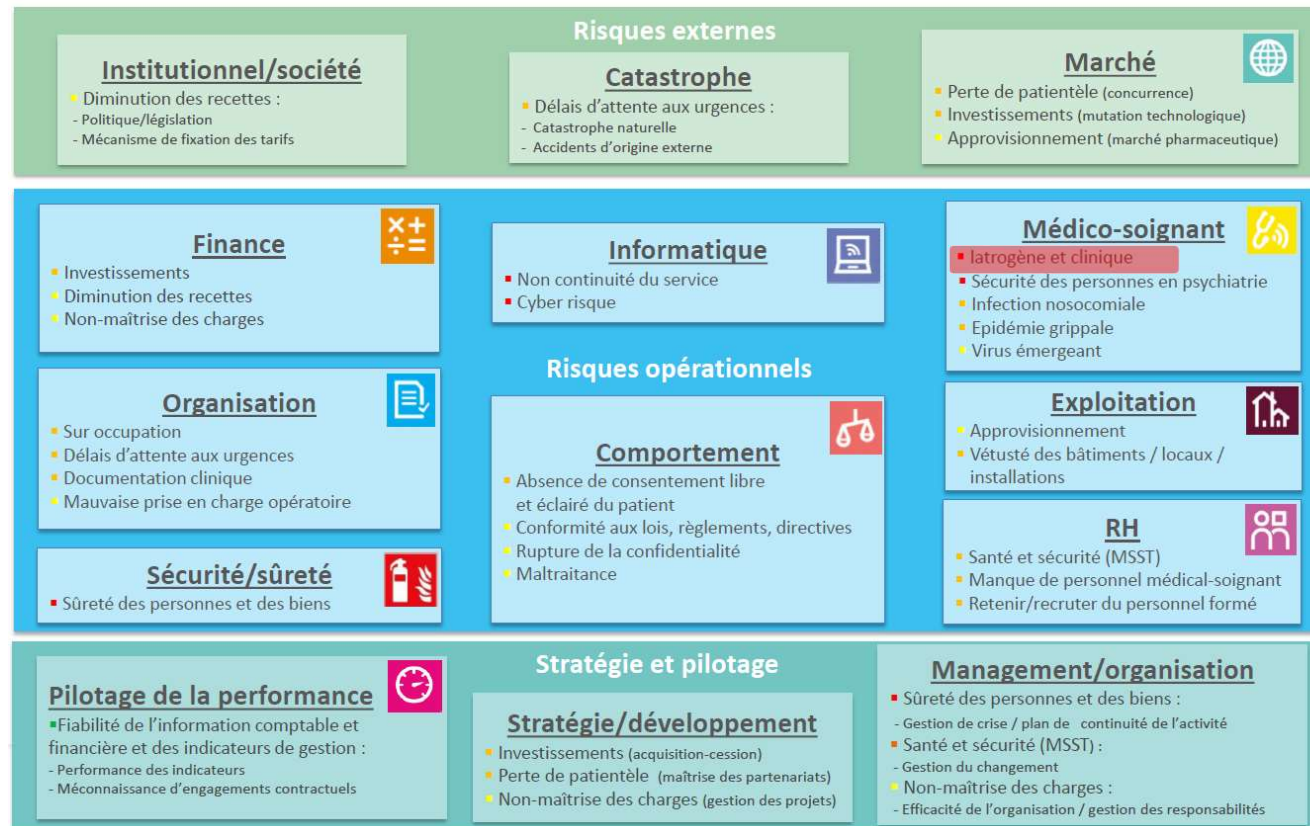 Risques externes
Institutionnel/société
Diminution des recettes :
- Politique/législation
- Mécanisme de fixation des tarifs
Catastrophe
Délais d'attente aux urgences :
- Catastrophe naturelle
- Accidents d'origine externe
Marché
Perte de patientèle (concurrence)
Investissements (mutation technologique)
Approvisionnement (marché pharmaceutique)
Finance
Investissements
Diminution des recettes
Non-maîtrise des charges
Informatique
Non continuité du service
Cyber risque
Médico-soignant
Iatrogène et clinique
Sécurité des personnes en psychiatrie
Infection nosocomiale
Epidémie grippale
Virus émergeant
Risques opérationnels
Organisation
Sur occupation
Délais d'attente aux urgences
Documentation clinique
Mauvaise prise en charge opératoire
Comportement
Absence de consentement libre
et éclairé du patient
Conformité aux lois, règlements, directives
Rupture de la confidentialité
Maltraitance
Exploitation
Approvisionnement
Vétusté des bâtiments / locaux /
installations
Sécurité/sûreté
Sûreté des personnes et des biens
RH
Santé et sécurité (MSST)
Manque de personnel médical-soignant
Retenir/recruter du personnel formé
Stratégie et pilotage
Pilotage de la performance
Fiabilité de l'information comptable et
financière et des indicateurs de gestion :
- Performance des indicateurs
- Méconnaissance d'engagements contractuels
Stratégie/développement
Investissements (acquisition-cession)
Perte de patientèle (maîtrise des partenariats)
Non-maîtrise des charges (gestion des projets)
Management/organisation
Sûreté des personnes et des biens :
- Gestion de crise / plan de continuité de l'activité
Santé et sécurité (MSST) :
- Gestion du changement
Non-maîtrise des charges :
- Efficacité de l'organisation / gestion des responsabilités